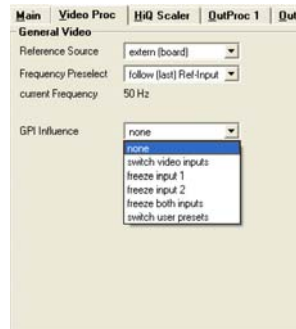 Main Video Proc HiQ Scaler OutProc 1
General Video
Reference Source extern (board)
Frequency Preselect follow (last) Ref-Input
current Frequency 50 Hz
GPI Influence none
none
switch video inputs
freeze input 1
freeze input 2
freeze both inputs
switch user presets